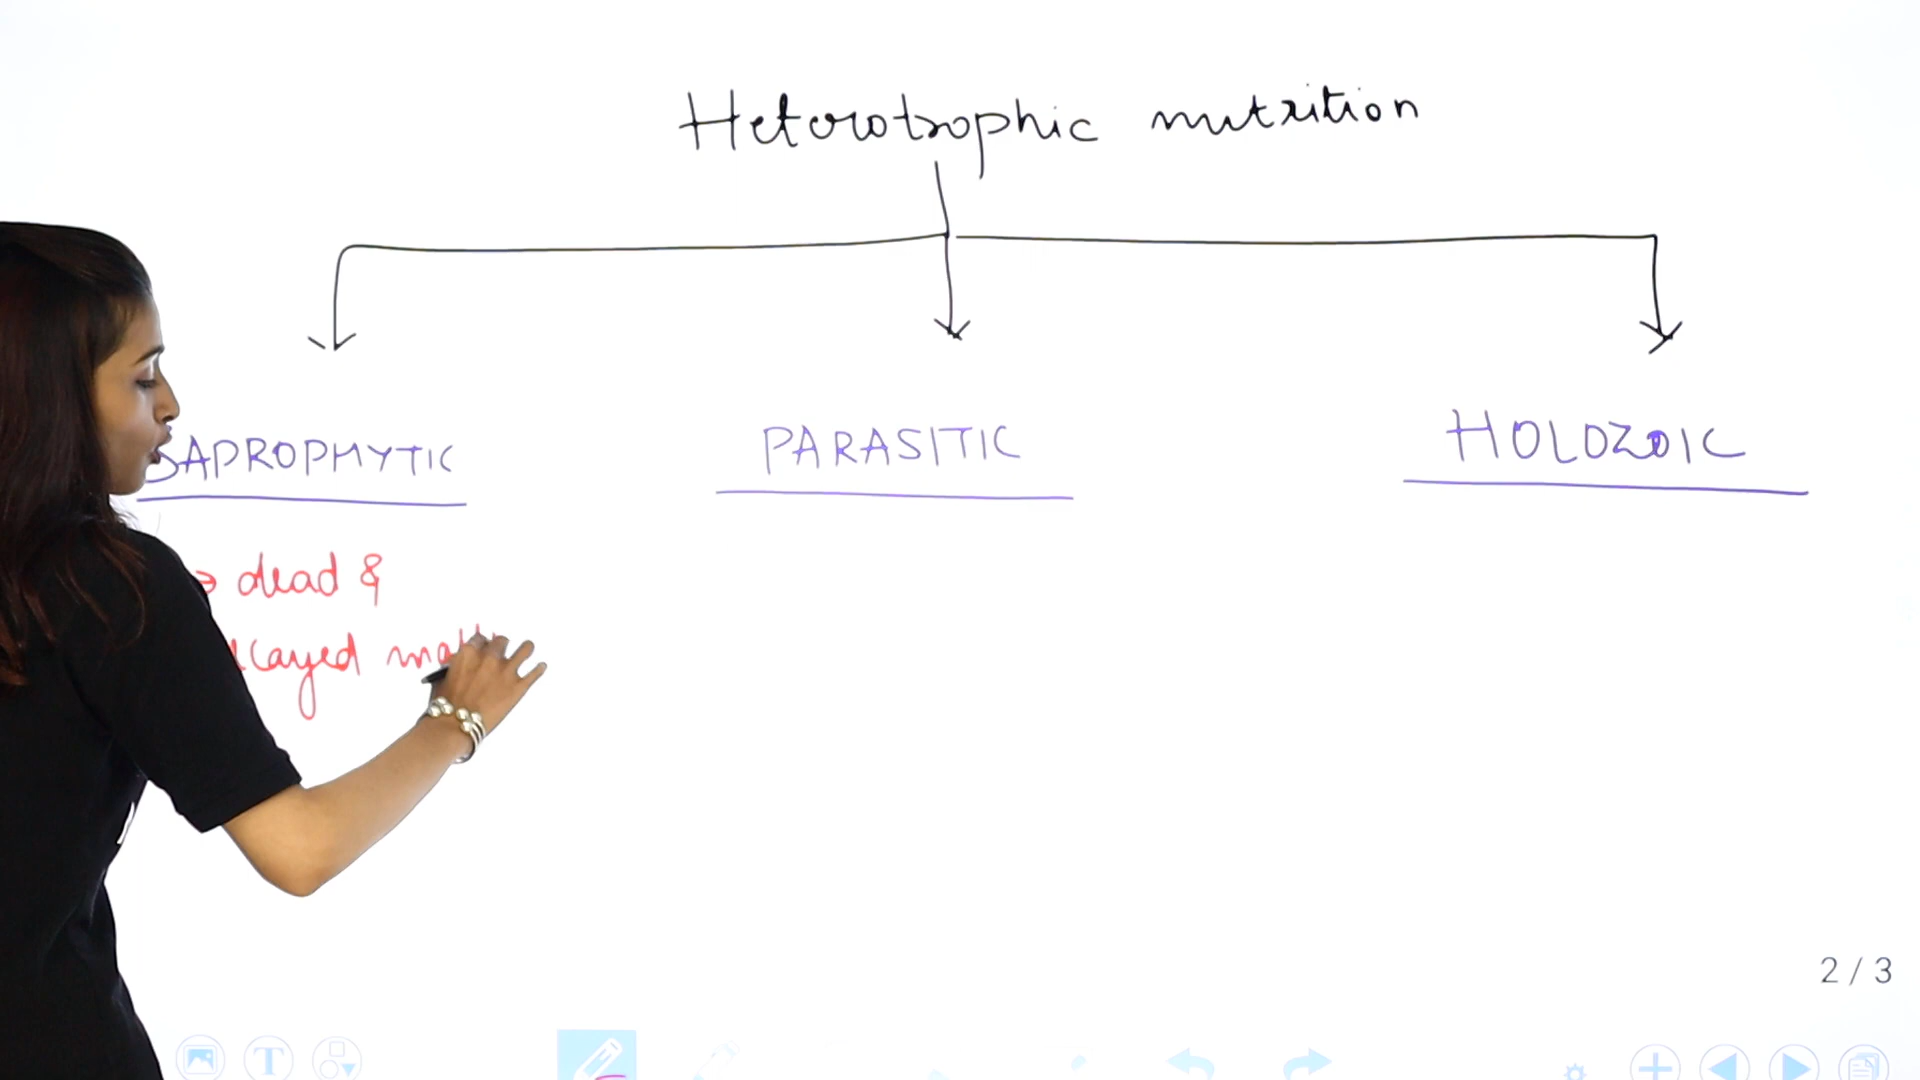 Heterotrophic nutrition
SAPROPHYTIC PARASITIC HOLOZOIC
→ dead &
2 / 3
T